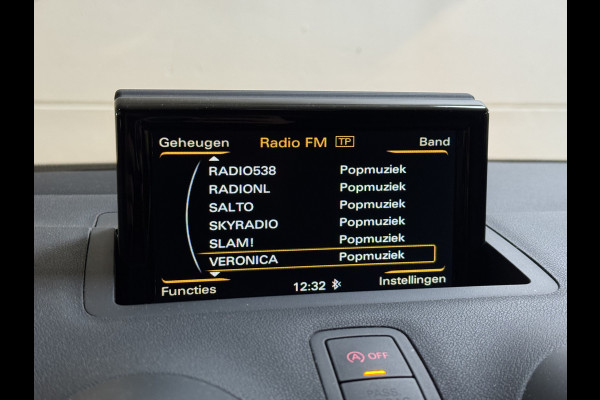 Geheugen Radio FM TP Band
RADIO538 Popmuziek
RADIONL Popmuziek
SALTO Popmuziek
SKYRADIO Popmuziek
SLAM! Popmuziek
VERONICA Popmuziek
Functies 12:32 Instellingen
A OFF
PASS